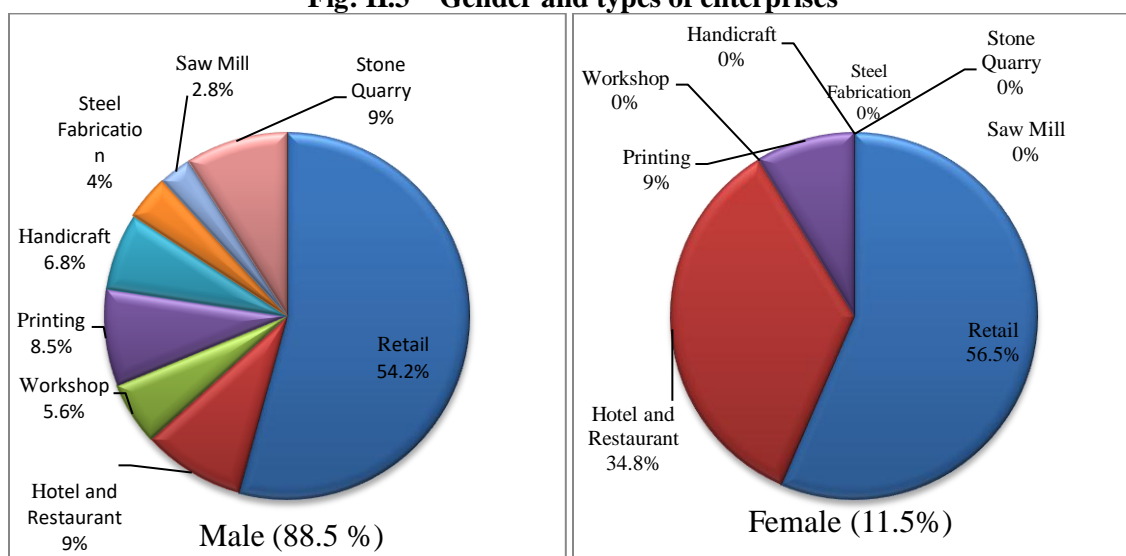 Fig. II.3 Gender and types of enterprises
Saw Mill
2.8%
Stone
Quarry
9%
Steel
Fabricatio
n
4%
Handicraft
6.8%
Printing
8.5%
Workshop
5.6%
Hotel and
Restaurant
9%
Retail
54.2%
Male (88.5 %)
Handicraft
0%
Stone
Quarry
0%
Workshop
0%
Steel
Fabrication
0%
Saw Mill
0%
Printing
9%
Retail
56.5%
Hotel and
Restaurant
34.8%
Female (11.5%)